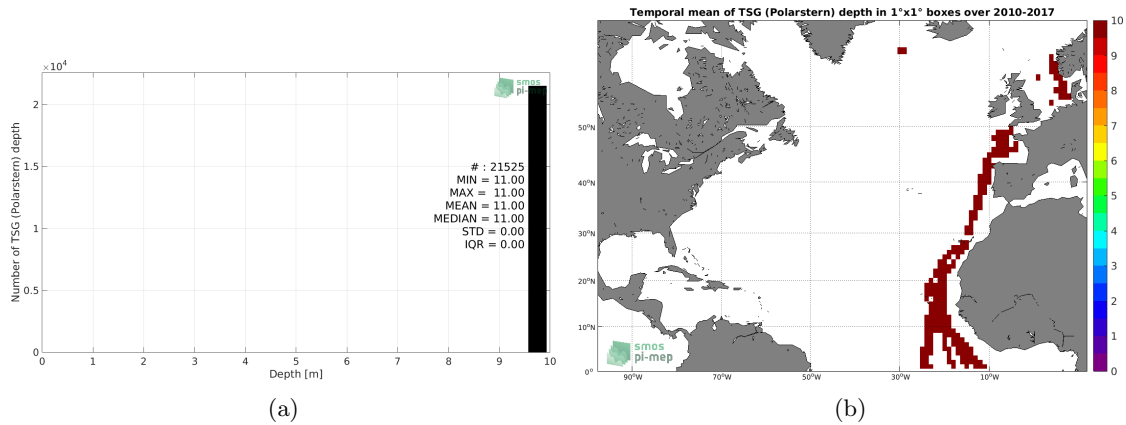 ×10⁴
2
1.5
1
0.5
0
Number of TSG (Polarstern) depth
smos
pi-mep
# : 21525
MIN = 11.00
MAX = 11.00
MEAN = 11.00
MEDIAN = 11.00
STD = 0.00
IQR = 0.00
0 1 2 3 4 5 6 7 8 9 10
Depth [m]
(a)
Temporal mean of TSG (Polarstern) depth in 1°x1° boxes over 2010-2017
50°N
40°N
30°N
20°N
10°N
0°
90°W 70°W 50°W 30°W 10°W
smos
pi-mep
10
9
8
7
6
5
4
3
2
1
0
(b)